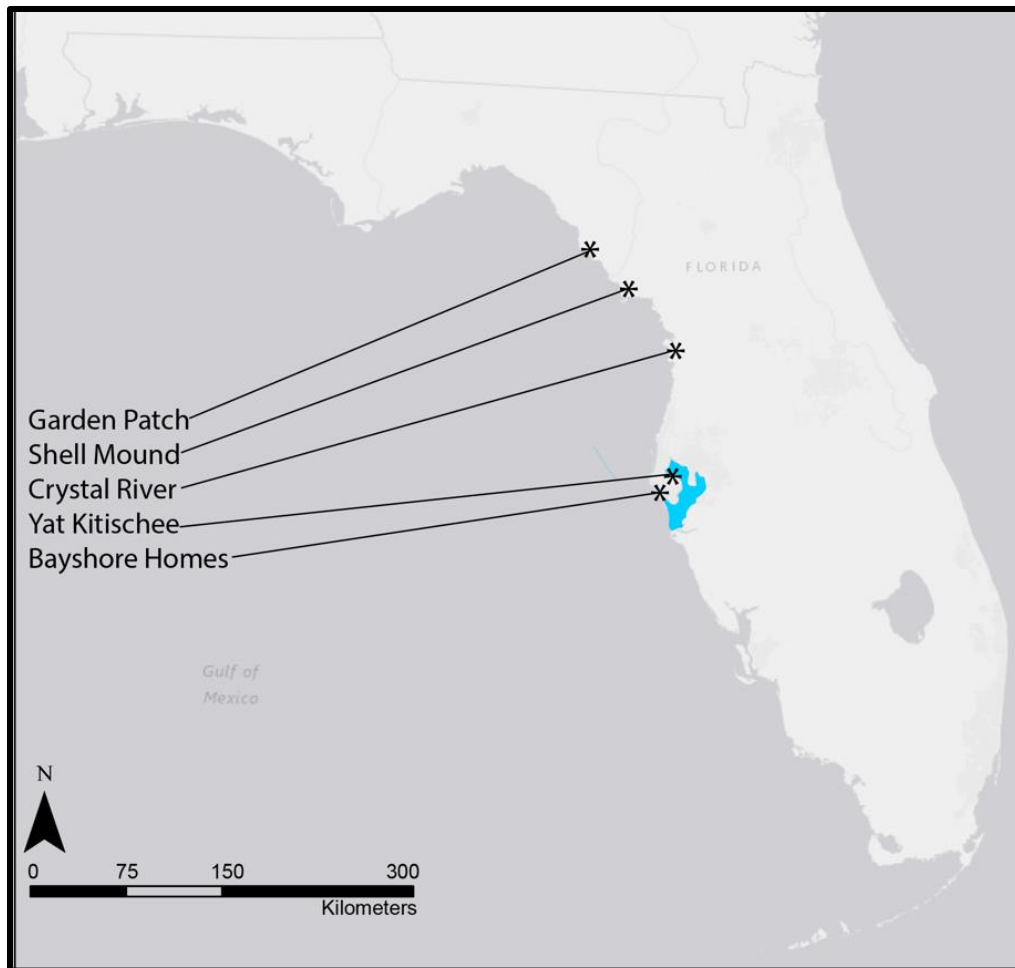 FLORIDA
Garden Patch
Shell Mound
Crystal River
Yat Kitischee
Bayshore Homes
Gulf of
Mexico
N
0 75 150 300
Kilometers